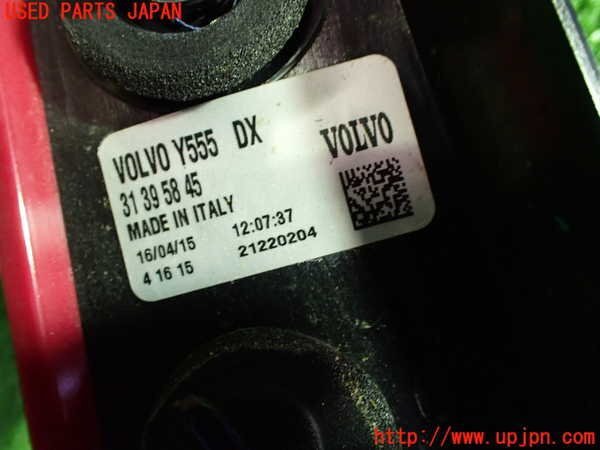 USED PARTS JAPAN
VOLVO Y555 DX
VOLVO
31 39 58 45
MADE IN ITALY
16/04/15 12:07:37
4 16 15 21220204
http://www.upjpn.com/